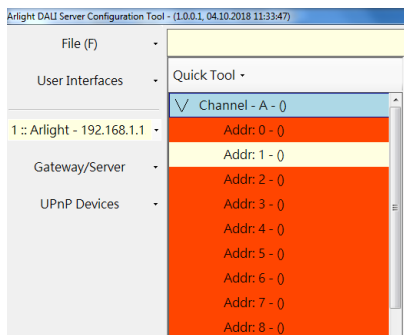 Arlight DALI Server Configuration Tool - (1.0.0.1, 04.10.2018 11:33:47)
File (F)
User Interfaces
1 :: Arlight - 192.168.1.1
Gateway/Server
UPnP Devices
Quick Tool
Channel - A - ()
Addr: 0 - ()
Addr: 1 - ()
Addr: 2 - ()
Addr: 3 - ()
Addr: 4 - ()
Addr: 5 - ()
Addr: 6 - ()
Addr: 7 - ()
Addr: 8 - ()